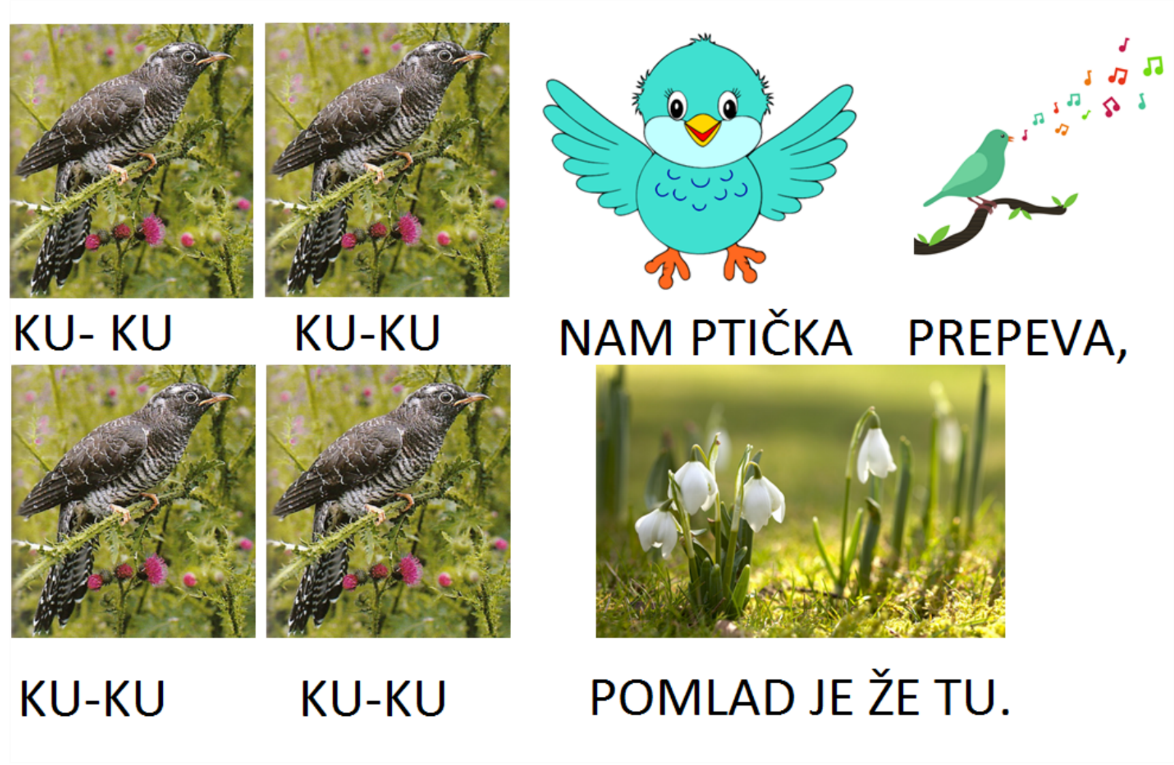 KU- KU KU-KU NAM PTIČKA PREPEVA,
KU-KU KU-KU POMLAD JE ŽE TU.